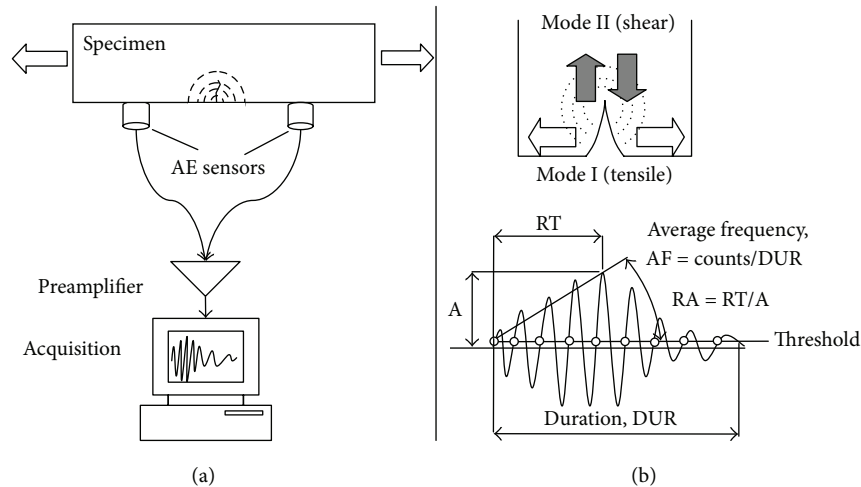 Specimen
AE sensors
Preamplifier
Acquisition
(a)
Mode II (shear)
Mode I (tensile)
RT
Average frequency,
AF = counts/DUR
A
RA = RT/A
Threshold
Duration, DUR
(b)